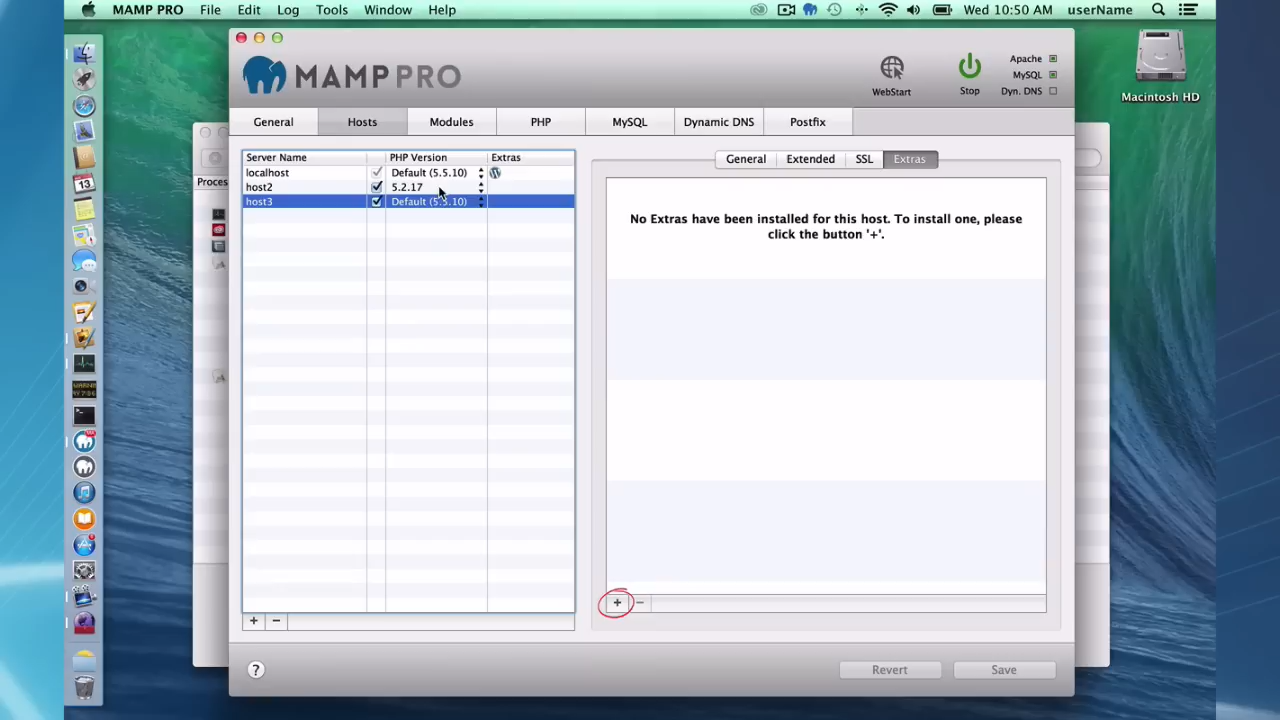 MAMP PRO File Edit Log Tools Window Help Wed 10:50 AM userName
MAMP PRO
WebStart
Stop
Apache
MySQL
Dyn. DNS
Macintosh HD
General Hosts Modules PHP MySQL Dynamic DNS Postfix
Server Name PHP Version Extras
localhost Default (5.5.10)
host2 5.2.17
host3 Default (5.5.10)
General Extended SSL Extras
No Extras have been installed for this host. To install one, please
click the button '+'.
Proces
13
+ −
+ −
?
Revert Save